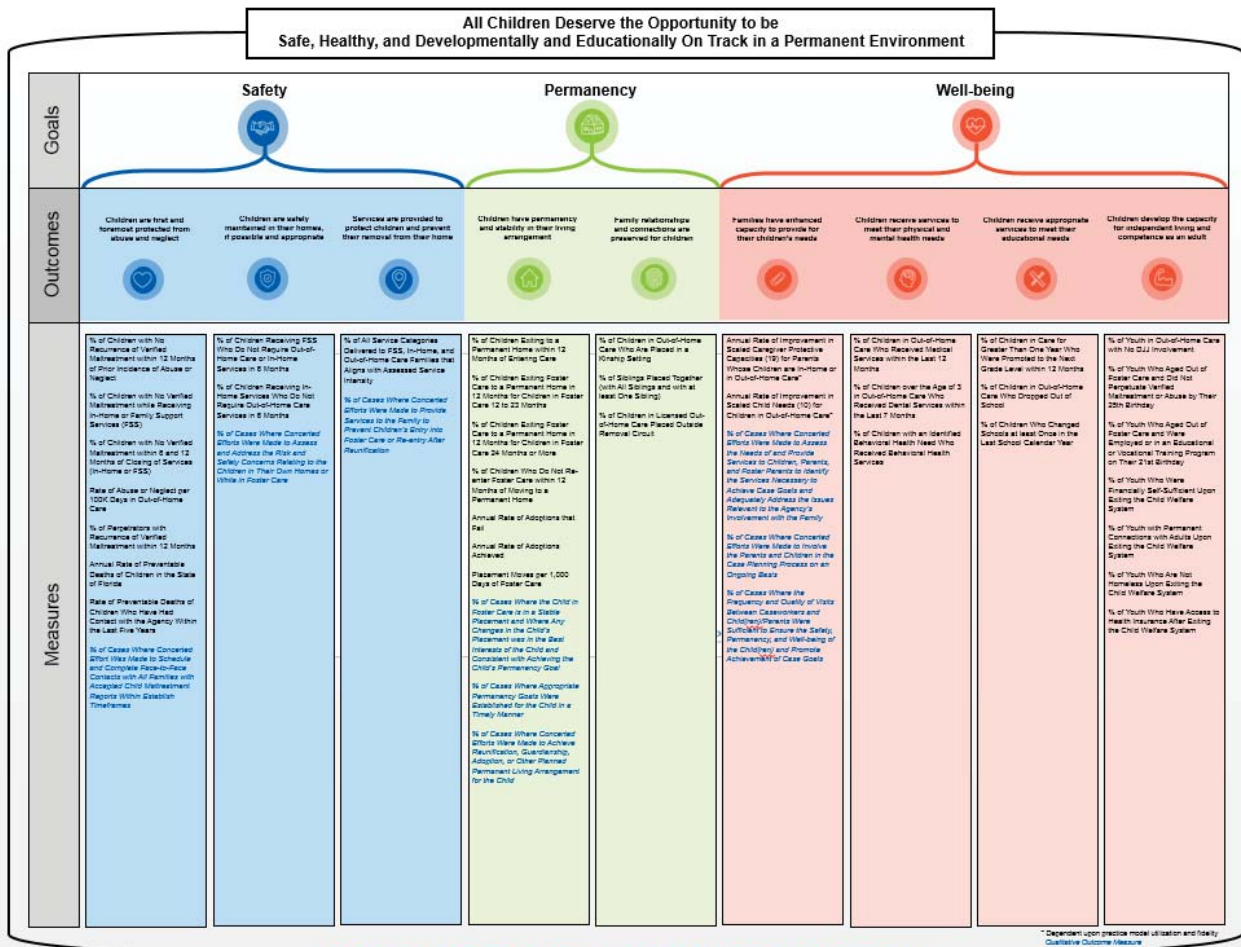 All Children Deserve the Opportunity to be
Safe, Healthy, and Developmentally and Educationally On Track in a Permanent Environment
Goals
Safety
Permanency
Well-being
Outcomes
Children are first and
foremost protected from
abuse and neglect
Children are safely
maintained in their homes,
if possible and appropriate
Services are provided to
protect children and prevent
their removal from their home
Children have permanency
and stability in their living
arrangement
Family relationships
and connections are
preserved for children
Families have enhanced
capacity to provide for
their children's needs
Children receive services to
meet their physical and
mental health needs
Children receive appropriate
services to meet their
educational needs
Children develop the capacity
for independent living and
competence as an adult
Measures
% of Children with No
Recurrence of Verified
Maltreatment within 12 Months
of Prior Incidence of Abuse or
Neglect
% of Children with No Verified
Maltreatment while Receiving
In-Home or Family Support
Services (FSS)
% of Children with No Verified
Maltreatment within 6 and 12
Months of Closing of Services
(In-Home or FSS)
Rate of Abuse or Neglect per
100K Days in Out-of-Home
Care
% of Perpetrators with
Recurrence of Verified
Maltreatment within 12 Months
Annual Rate of Preventable
Deaths of Children in the State
of Florida
Rate of Preventable Deaths of
Children Who Have Had
Contact with the Agency Within
the Last Five Years
% of Cases Where Concerted
Effort Was Made to Schedule
and Complete Face-to-Face
Contacts with All Families with
Accepted Child Maltreatment
Reports Within Establish
Timeframes
% of Children Receiving FSS
Who Do Not Require Out-of-
Home Care or In-Home
Services in 6 Months
% of Children Receiving In-
Home Services Who Do Not
Require Out-of-Home Care
Services in 6 Months
% of Cases Where Concerted
Efforts Were Made to Assess
and Address the Risk and
Safety Concerns Relating to the
Children in Their Own Homes or
While in Foster Care
% of All Service Categories
Delivered to FSS, In-Home, and
Out-of-Home Care Families that
Aligns with Assessed Service
Intensity
% of Cases Where Concerted
Efforts Were Made to Provide
Services to the Family to
Prevent Children's Entry into
Foster Care or Re-entry After
Reunification
% of Children Exiting to a
Permanent Home within 12
Months of Entering Care
% of Children Exiting Foster
Care to a Permanent Home in
12 Months for Children in Foster
Care 12 to 23 Months
% of Children Exiting Foster
Care to a Permanent Home in
12 Months for Children in Foster
Care 24 Months or More
% of Children Who Do Not Re-
enter Foster Care within 12
Months of Moving to a
Permanent Home
Annual Rate of Adoptions that
Fail
Annual Rate of Adoptions
Achieved
Placement Moves per 1,000
Days of Foster Care
% of Cases Where the Child in
Foster Care is in a Stable
Placement and Where Any
Changes in the Child's
Placement was in the Best
Interests of the Child and
Consistent with Achieving the
Child's Permanency Goal
% of Cases Where Appropriate
Permanency Goals Were
Established for the Child in a
Timely Manner
% of Cases Where Concerted
Efforts Were Made to Achieve
Reunification, Guardianship,
Adoption, or Other Planned
Permanent Living Arrangement
for the Child
% of Children in Out-of-Home
Care Who Are Placed in a
Kinship Setting
% of Siblings Placed Together
(with All Siblings and with at
least One Sibling)
% of Children in Licensed Out-
of-Home Care Placed Outside
Removal Circuit
Annual Rate of Improvement in
Scaled Caregiver Protective
Capacities (19) for Parents
Whose Children are In-Home or
in Out-of-Home Care*
Annual Rate of Improvement in
Scaled Child Needs (10) for
Children in Out-of-Home Care*
% of Cases Where Concerted
Efforts Were Made to Assess
the Needs of and Provide
Services to Children, Parents,
and Foster Parents to Identify
the Services Necessary to
Achieve Case Goals and
Adequately Address the Issues
Relevant to the Agency's
Involvement with the Family
% of Cases Where Concerted
Efforts Were Made to Involve
the Parents and Children in the
Case Planning Process on an
Ongoing Basis
% of Cases Where the
Frequency and Quality of Visits
Between Caseworkers and
Child(ren)/Parents Were
Sufficient to Ensure the Safety,
Permanency, and Well-being of
the Child(ren) and Promote
Achievement of Case Goals
% of Children in Out-of-Home
Care Who Received Medical
Services within the Last 12
Months
% of Children over the Age of 3
in Out-of-Home Care Who
Received Dental Services within
the Last 7 Months
% of Children with an Identified
Behavioral Health Need Who
Received Behavioral Health
Services
% of Children in Care for
Greater Than One Year Who
Were Promoted to the Next
Grade Level within 12 Months
% of Children in Out-of-Home
Care Who Dropped Out of
School
% of Children Who Changed
Schools at least Once in the
Last School Calendar Year
% of Youth in Out-of-Home Care
with No DJJ Involvement
% of Youth Who Aged Out of
Foster Care and Did Not
Perpetuate Verified
Maltreatment or Abuse by Their
25th Birthday
% of Youth Who Aged Out of
Foster Care and Were
Employed or in an Educational
or Vocational Training Program
on Their 21st Birthday
% of Youth Who Were
Financially Self-Sufficient Upon
Exiting the Child Welfare
System
% of Youth with Permanent
Connections with Adults Upon
Exiting the Child Welfare
System
% of Youth Who Are Not
Homeless Upon Exiting the
Child Welfare System
% of Youth Who Have Access to
Health Insurance After Exiting
the Child Welfare System
* Dependent upon practice model utilization and fidelity
Qualitative Outcome Measure